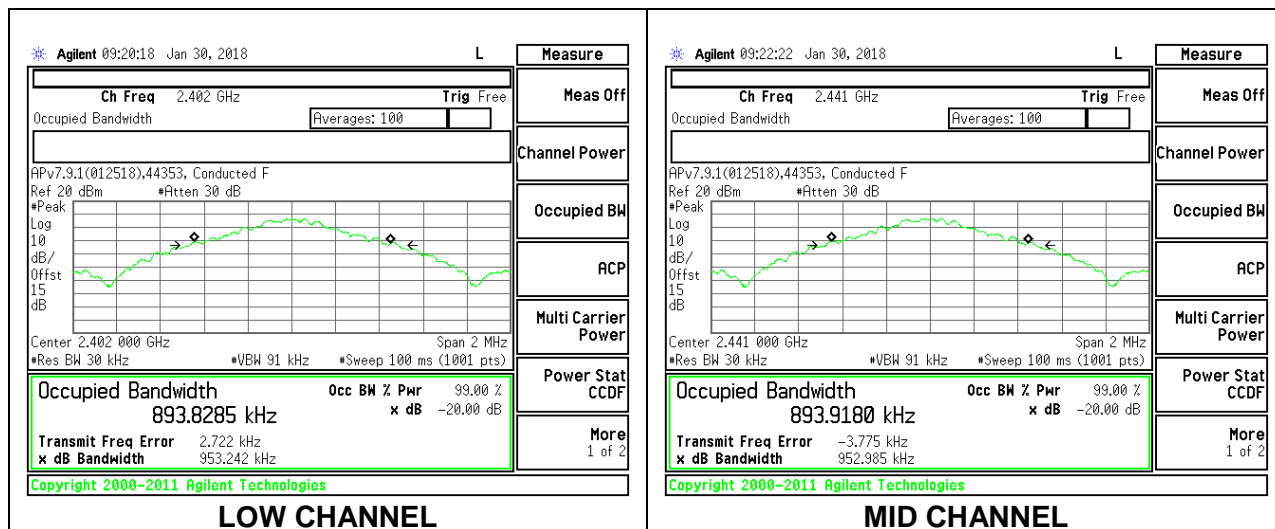 Agilent 09:20:18 Jan 30, 2018 L
Measure
Ch Freq 2.402 GHz Trig Free
Occupied Bandwidth Averages: 100
APv7.9.1(012518),44353, Conducted F
Ref 20 dBm #Atten 30 dB
#Peak
Log
10
dB/
Offst
15
dB
Center 2.402 000 GHz Span 2 MHz
#Res BW 30 kHz #VBW 91 kHz #Sweep 100 ms (1001 pts)
Occupied Bandwidth Occ BW % Pwr 99.00 %
893.8285 kHz x dB -20.00 dB
Transmit Freq Error 2.722 kHz
x dB Bandwidth 953.242 kHz
Copyright 2000-2011 Agilent Technologies
Meas Off
Channel Power
Occupied BW
ACP
Multi Carrier
Power
Power Stat
CCDF
More
1 of 2
LOW CHANNEL
Agilent 09:22:22 Jan 30, 2018 L
Measure
Ch Freq 2.441 GHz Trig Free
Occupied Bandwidth Averages: 100
APv7.9.1(012518),44353, Conducted F
Ref 20 dBm #Atten 30 dB
#Peak
Log
10
dB/
Offst
15
dB
Center 2.441 000 GHz Span 2 MHz
#Res BW 30 kHz #VBW 91 kHz #Sweep 100 ms (1001 pts)
Occupied Bandwidth Occ BW % Pwr 99.00 %
893.9180 kHz x dB -20.00 dB
Transmit Freq Error -3.775 kHz
x dB Bandwidth 952.985 kHz
Copyright 2000-2011 Agilent Technologies
Meas Off
Channel Power
Occupied BW
ACP
Multi Carrier
Power
Power Stat
CCDF
More
1 of 2
MID CHANNEL